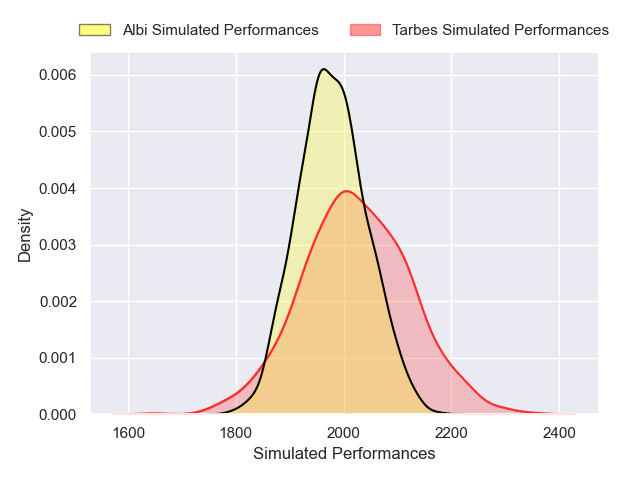 Albi Simulated Performances Tarbes Simulated Performances
0.006
0.005
0.004
0.003
0.002
0.001
0.000
Density
1600 1800 2000 2200 2400
Simulated Performances